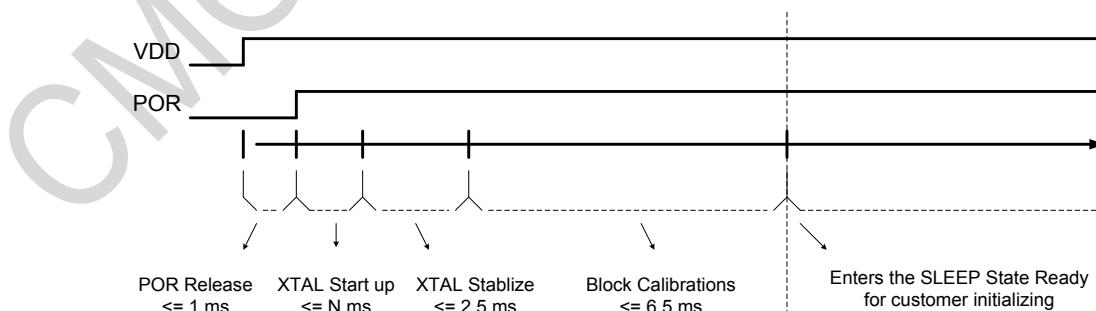 VDD
POR
POR Release
<= 1 ms
XTAL Start up
<= N ms
XTAL Stablize
<= 2.5 ms
Block Calibrations
<= 6.5 ms
Enters the SLEEP State Ready
for customer initializing